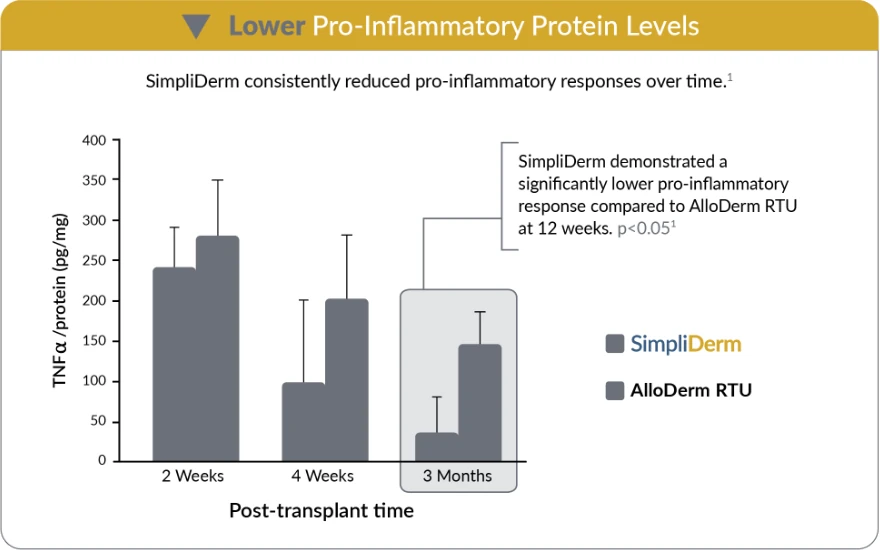 Lower Pro-Inflammatory Protein Levels
SimpliDerm consistently reduced pro-inflammatory responses over time.¹
400
350
300
250
200
150
100
50
0
TNFα /protein (pg/mg)
2 Weeks
4 Weeks
3 Months
Post-transplant time
SimpliDerm demonstrated a
significantly lower pro-inflammatory
response compared to AlloDerm RTU
at 12 weeks. p<0.05¹
SimpliDerm
AlloDerm RTU